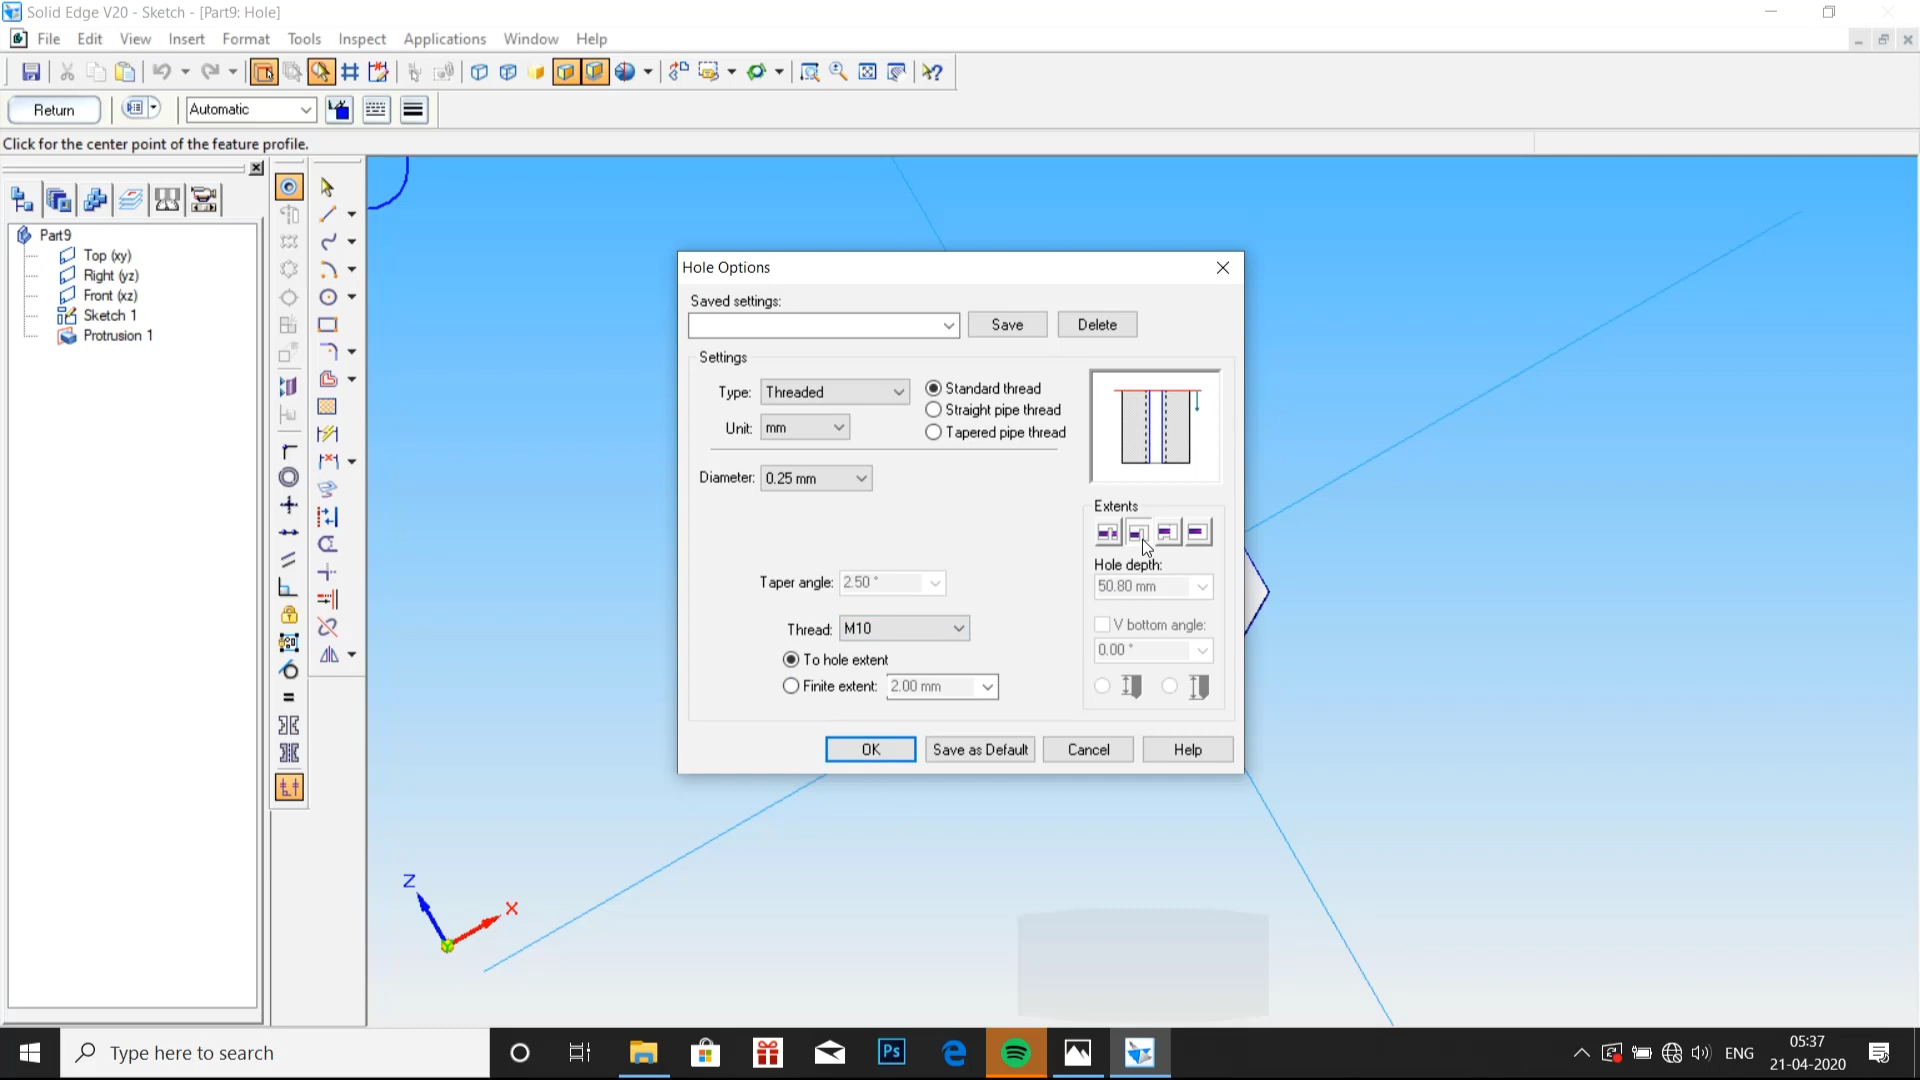 Solid Edge V20 - Sketch - [Part9: Hole]
File Edit View Insert Format Tools Inspect Applications Window Help
Return Automatic
Click for the center point of the feature profile.
Part9
Top (xy)
Right (yz)
Front (xz)
Sketch 1
Protrusion 1
Hole Options
Saved settings:
Save Delete
Settings
Type: Threaded Standard thread
Straight pipe thread
Unit: mm Tapered pipe thread
Diameter: 0.25 mm
Extents
Hole depth:
50.80 mm
Taper angle: 2.50 °
V bottom angle:
0.00 °
Thread: M10
To hole extent
Finite extent: 2.00 mm
OK Save as Default Cancel Help
Z
X
Type here to search
Ps
ENG
05:37
21-04-2020